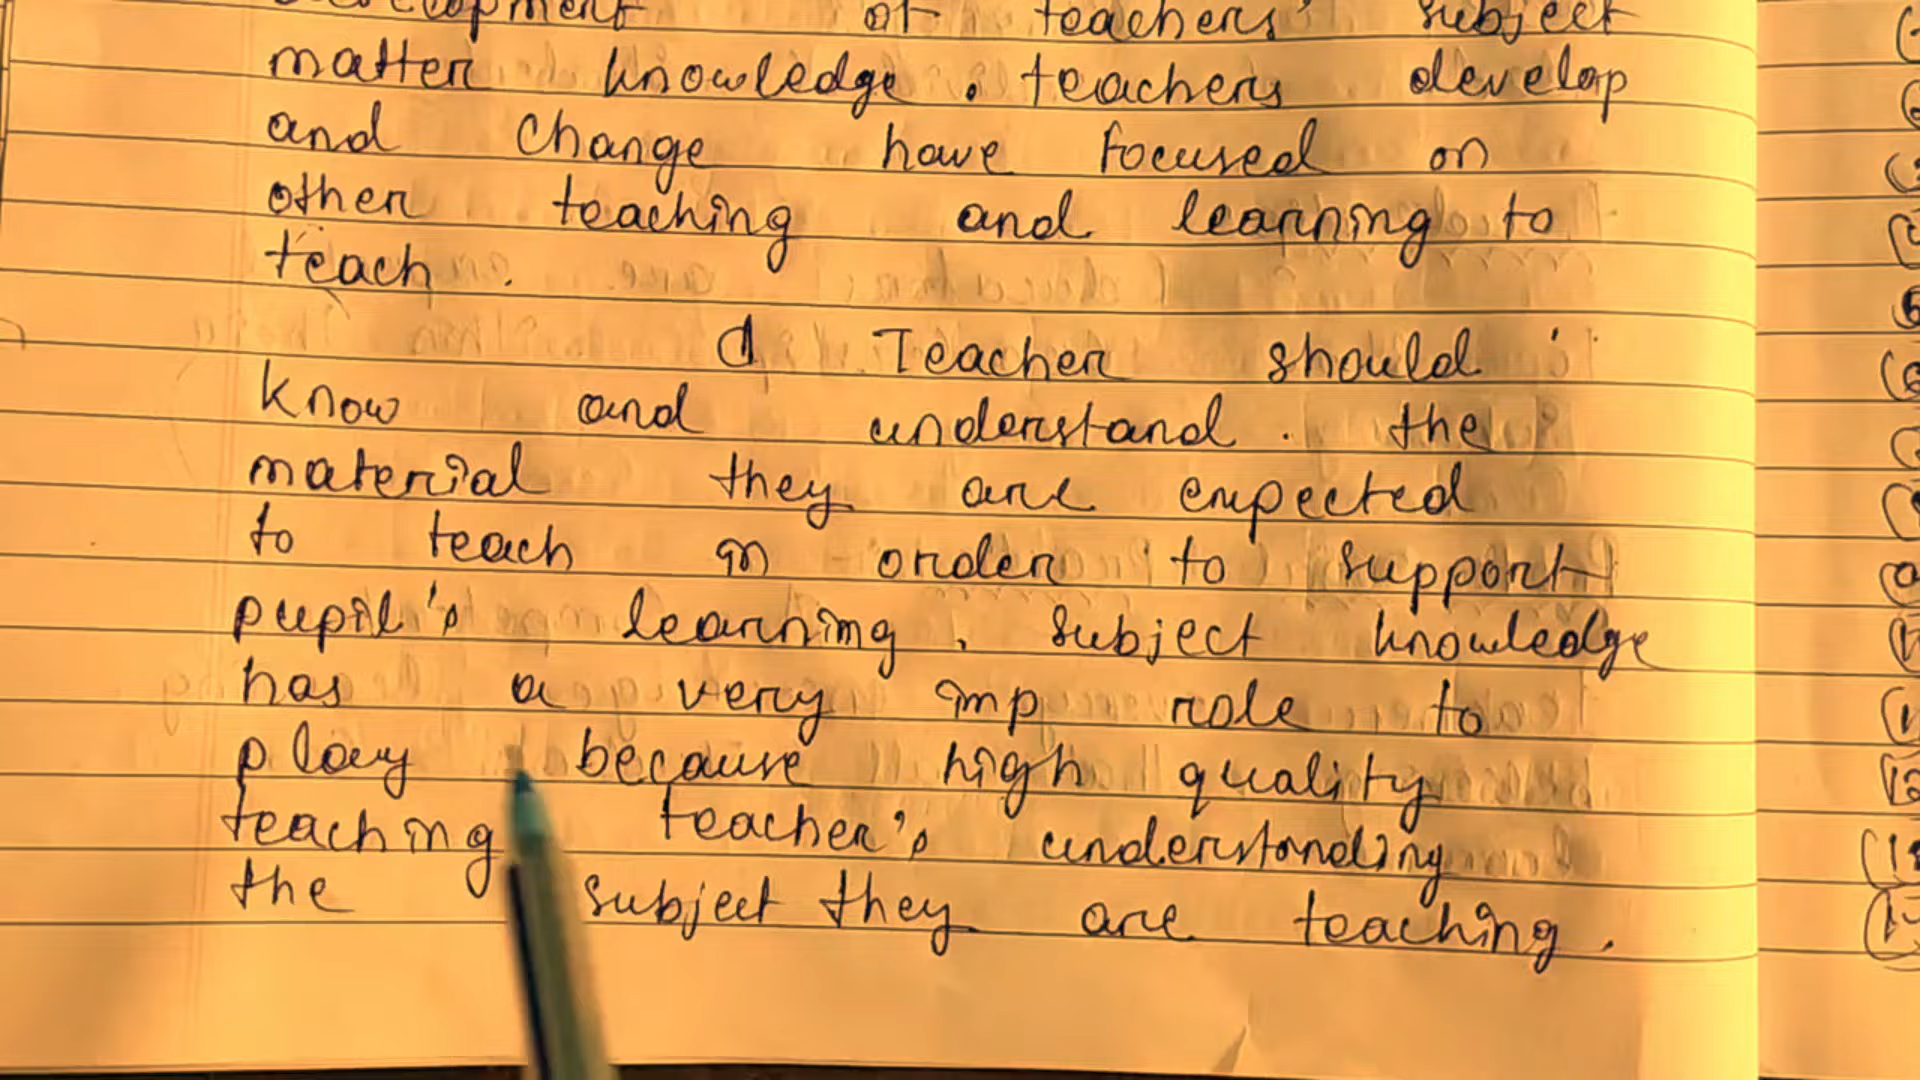 development of teachers' subject
matter knowledge. teachers develop
and change have focused on
other teaching and learning to
teach.
a Teacher should
know and understand. the
material they are expected
to teach in order to support
pupil's learning. subject knowledge
has a very imp role to
play because high quality
teaching teacher's understanding
the subject they are teaching.